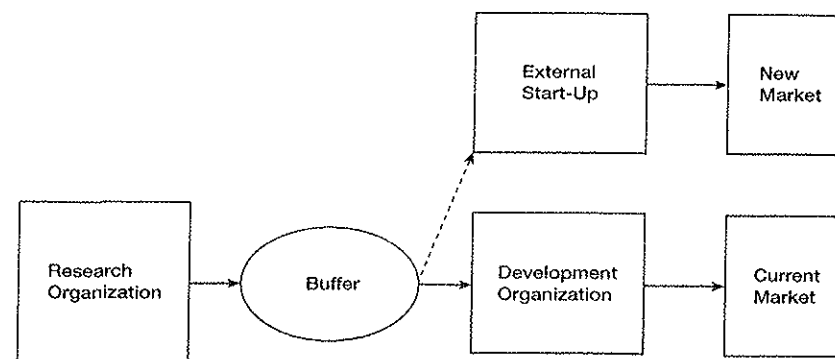 External
Start-Up
New
Market
Research
Organization
Buffer
Development
Organization
Current
Market